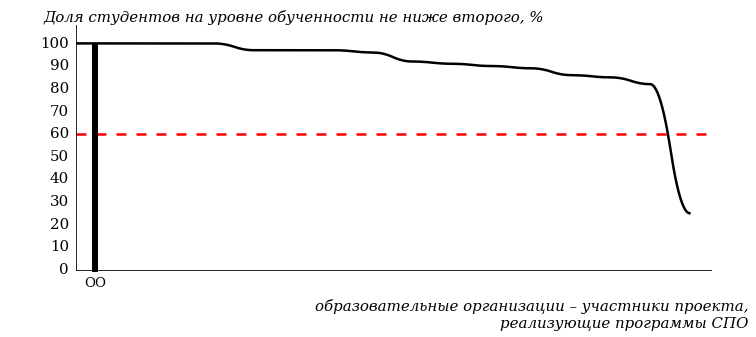 Доля студентов на уровне обученности не ниже второго, %
100
90
80
70
60
50
40
30
20
10
0
ОО
образовательные организации – участники проекта,
реализующие программы СПО